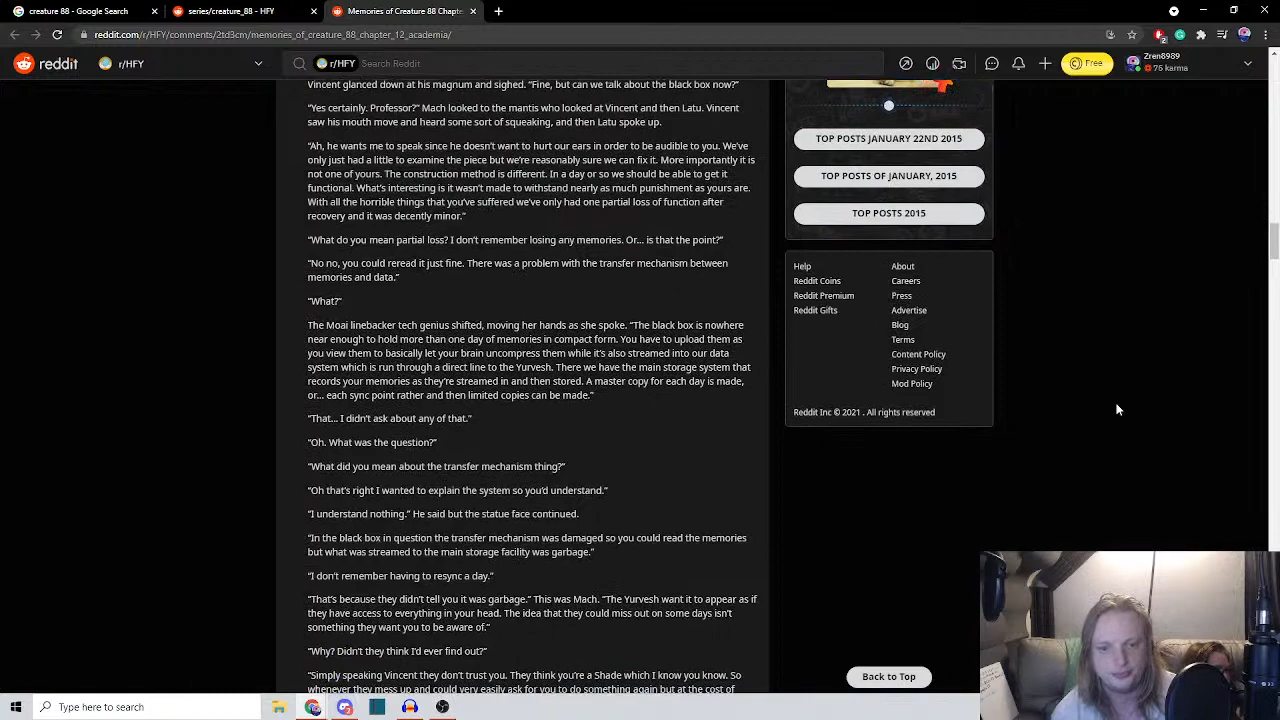 creature 88 - Google Search
series/creature_88 - HFY
Memories of Creature 88 Chapte
reddit.com/r/HFY/comments/2td3cm/memories_of_creature_88_chapter_12_academia/
reddit
r/HFY
r/HFY
Search Reddit
Free
Zren8989
75 karma
Vincent glanced down at his magnum and sighed. “Fine, but can we talk about the black box now?”
“Yes certainly. Professor?” Mach looked to the mantis who looked at Vincent and then Latu. Vincent
saw his mouth move and heard some sort of squeaking, and then Latu spoke up.
“Ah, he wants me to speak since he doesn’t want to hurt our ears in order to be audible to you. We’ve
only just had a little to examine the piece but we’re reasonably sure we can fix it. More importantly it is
not one of yours. The construction method is different. In a day or so we should be able to get it
functional. What’s interesting is it wasn’t made to withstand nearly as much punishment as yours are.
With all the horrible things that you’ve suffered we’ve only had one partial loss of function after
recovery and it was decently minor.”
“What do you mean partial loss? I don’t remember losing any memories. Or… is that the point?”
“No no, you could reread it just fine. There was a problem with the transfer mechanism between
memories and data.”
“What?”
The Moai linebacker tech genius shifted, moving her hands as she spoke. “The black box is nowhere
near enough to hold more than one day of memories in compact form. You have to upload them as
you view them to basically let your brain uncompress them while it’s also streamed into our data
system which is run through a direct line to the Yurvesh. There we have the main storage system that
records your memories as they’re streamed in and then stored. A master copy for each day is made,
or… each sync point rather and then limited copies can be made.”
“That… I didn’t ask about any of that.”
“Oh. What was the question?”
“What did you mean about the transfer mechanism thing?”
“Oh that’s right I wanted to explain the system so you’d understand.”
“I understand nothing.” He said but the statue face continued.
“In the black box in question the transfer mechanism was damaged so you could read the memories
but what was streamed to the main storage facility was garbage.”
“I don’t remember having to resync a day.”
“That’s because they didn’t tell you it was garbage.” This was Mach. “The Yurvesh want it to appear as if
they have access to everything in your head. The idea that they could miss out on some days isn’t
something they want you to be aware of.”
“Why? Didn’t they think I’d ever find out?”
“Simply speaking Vincent they don’t trust you. They think you’re a Shade which I know you know. So
whenever they mess up and could very easily ask for you to do something again but at the cost of
TOP POSTS JANUARY 22ND 2015
TOP POSTS OF JANUARY, 2015
TOP POSTS 2015
Help
About
Reddit Coins
Careers
Reddit Premium
Press
Reddit Gifts
Advertise
Blog
Terms
Content Policy
Privacy Policy
Mod Policy
Reddit Inc © 2021 . All rights reserved
Back to Top
Type here to search